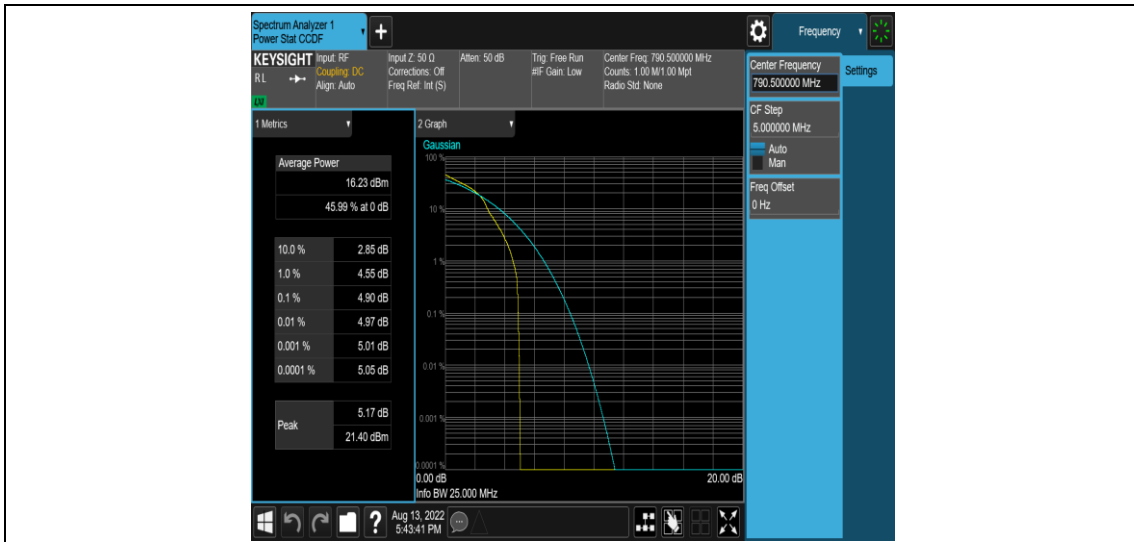 Spectrum Analyzer 1
Power Stat CCDF
+
Frequency
KEYSIGHT
RL
LXI
Input: RF
Coupling: DC
Align: Auto
Input Z: 50 Ω
Corrections: Off
Freq Ref: Int (S)
Atten: 50 dB
Trig: Free Run
#IF Gain: Low
Center Freq: 790.500000 MHz
Counts: 1.00 M/1.00 Mpt
Radio Std: None
Center Frequency
790.500000 MHz
Settings
CF Step
5.000000 MHz
Auto
Man
Freq Offset
0 Hz
1 Metrics
Average Power
16.23 dBm
45.99 % at 0 dB
10.0 % 2.85 dB
1.0 % 4.55 dB
0.1 % 4.90 dB
0.01 % 4.97 dB
0.001 % 5.01 dB
0.0001 % 5.05 dB
Peak
5.17 dB
21.40 dBm
2 Graph
Gaussian
100 %
10 %
1 %
0.1 %
0.01 %
0.001 %
0.0001 %
0.00 dB 20.00 dB
Info BW 25.000 MHz
?
Aug 13, 2022
5:43:41 PM